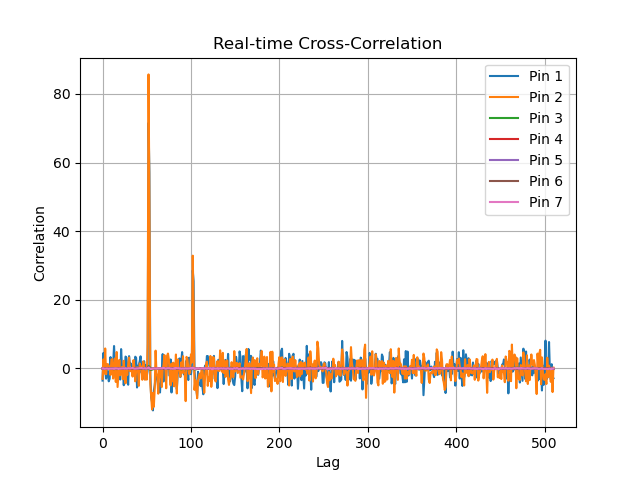 Real-time Cross-Correlation
Pin 1
Pin 2
Pin 3
Pin 4
Pin 5
Pin 6
Pin 7
Correlation
80
60
40
20
0
0 100 200 300 400 500
Lag